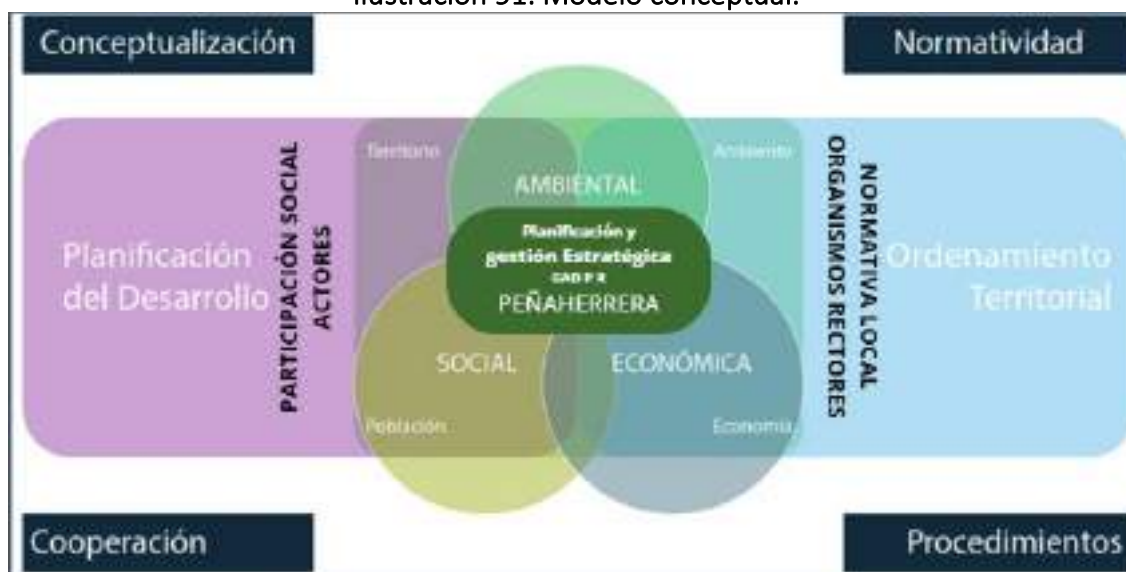 Ilustración 51. Modelo conceptual.
Conceptualización
Normatividad
Territorio
Ambiente
AMBIENTAL
Planificación
del Desarrollo
PARTICIPACIÓN SOCIAL
ACTORES
Planificación y
gestión Estratégica
GAD P R
PEÑAHERRERA
NORMATIVA LOCAL
ORGANISMOS RECTORES
Ordenamiento
Territorial
SOCIAL
ECONÓMICA
Población
Economía
Cooperación
Procedimientos